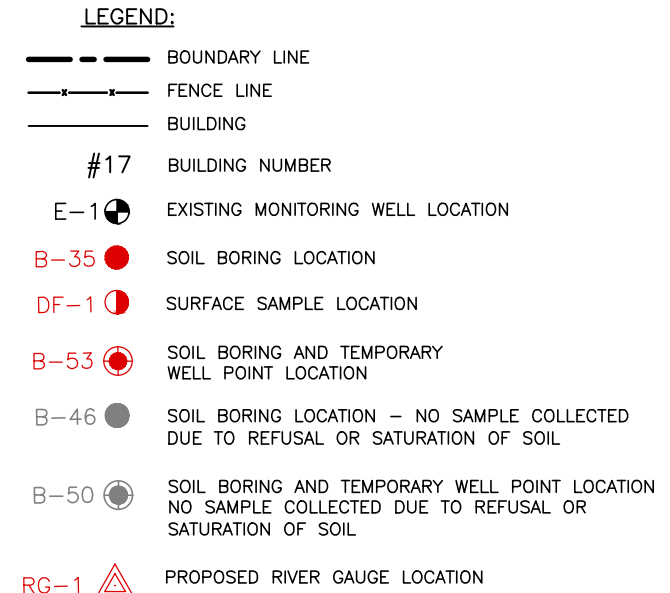 LEGEND:
BOUNDARY LINE
x x FENCE LINE
BUILDING
#17 BUILDING NUMBER
E-1 EXISTING MONITORING WELL LOCATION
B-35 SOIL BORING LOCATION
DF-1 SURFACE SAMPLE LOCATION
B-53 SOIL BORING AND TEMPORARY
WELL POINT LOCATION
B-46 SOIL BORING LOCATION - NO SAMPLE COLLECTED
DUE TO REFUSAL OR SATURATION OF SOIL
B-50 SOIL BORING AND TEMPORARY WELL POINT LOCATION
NO SAMPLE COLLECTED DUE TO REFUSAL OR
SATURATION OF SOIL
RG-1 PROPOSED RIVER GAUGE LOCATION